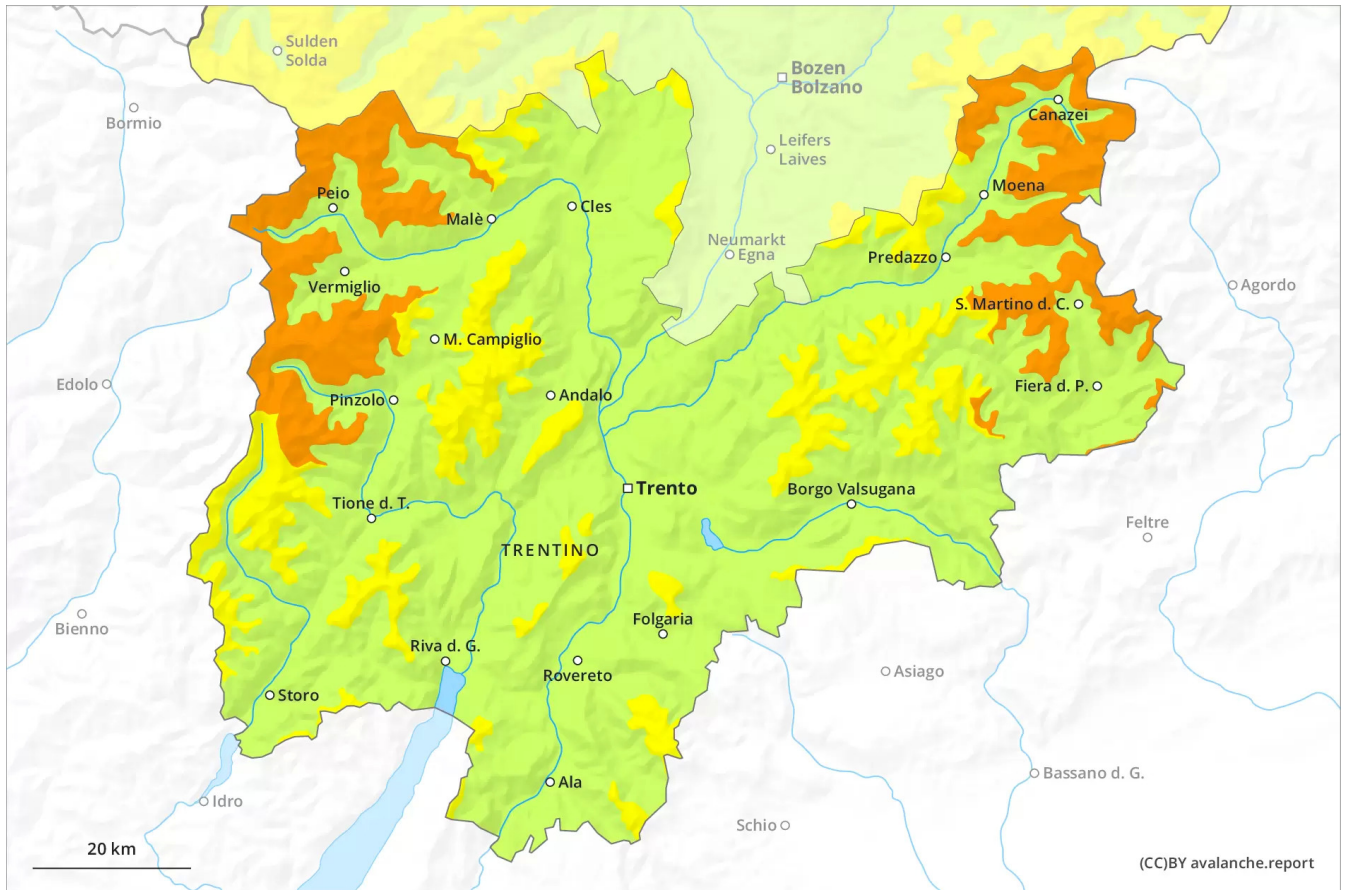 Sulden
Solda
Bozen
Bolzano
Bormio
Canazei
Leifers
Laives
Peio
Moena
Malè
Cles
Neumarkt
Egna
Predazzo
Vermiglio
Agordo
S. Martino d. C.
M. Campiglio
Edolo
Andalo
Fiera d. P.
Pinzolo
Trento
Borgo Valsugana
Tione d. T.
Feltre
TRENTINO
Bienno
Folgaria
Riva d. G.
Rovereto
Asiago
Storo
Ala
Bassano d. G.
Idro
Schio
20 km
(CC)BY avalanche.report